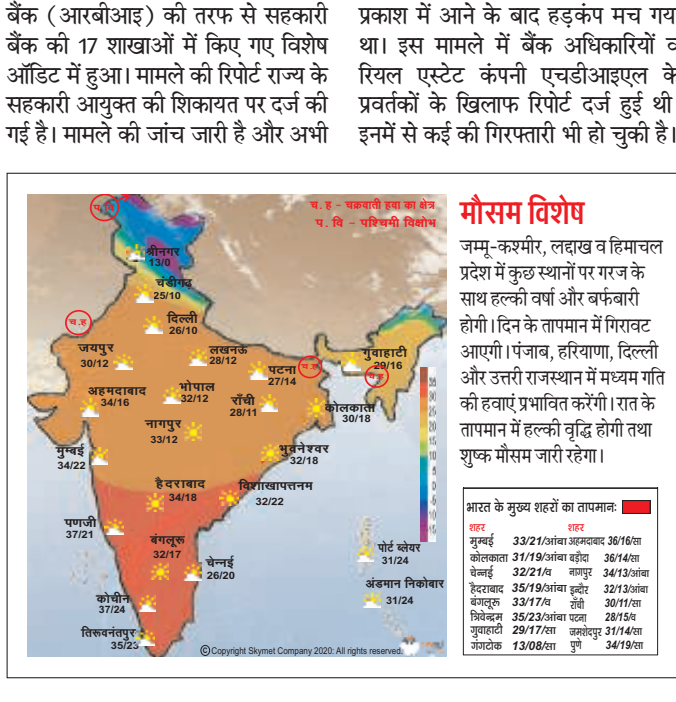 बैंक (आरबीआइ) की तरफ से सहकारी
बैंक की 17 शाखाओं में किए गए विशेष
ऑडिट में हुआ। मामले की रिपोर्ट राज्य के
सहकारी आयुक्त की शिकायत पर दर्ज की
गई है। मामले की जांच जारी है और अभी
प्रकाश में आने के बाद हड़कंप मच गय
था। इस मामले में बैंक अधिकारियों व
रियल एस्टेट कंपनी एचडीआइएल के
प्रवर्तकों के खिलाफ रिपोर्ट दर्ज हुई थी
इनमें से कई की गिरफ्तारी भी हो चुकी है।
प. वि
च. ह - चक्रवाती हवा का क्षेत्र
प. वि - पश्चिमी विक्षोभ
श्रीनगर
13/0
चंडीगढ़
25/10
दिल्ली
26/10
च.ह
जयपुर
30/12
लखनऊ
28/12
पटना
27/14
च.ह
गुवाहाटी
29/16
च.ह
अहमदाबाद
34/16
भोपाल
32/12
राँची
28/11
कोलकाता
30/18
नागपुर
33/12
मुम्बई
34/22
भुवनेश्वर
32/18
हैदराबाद
34/18
विशाखापत्तनम
32/22
पणजी
37/21
बंगलूरू
32/17
चेन्नई
26/20
पोर्ट ब्लेयर
31/24
अंडमान निकोबार
31/24
कोचीन
37/24
तिरूवनंतपुर
35/23
©Copyright Skymet Company 2020: All rights reserved.
मौसम विशेष
जम्मू-कश्मीर, लद्दाख व हिमाचल
प्रदेश में कुछ स्थानों पर गरज के
साथ हल्की वर्षा और बर्फबारी
होगी। दिन के तापमान में गिरावट
आएगी। पंजाब, हरियाणा, दिल्ली
और उत्तरी राजस्थान में मध्यम गति
की हवाएं प्रभावित करेंगी। रात के
तापमान में हल्की वृद्धि होगी तथा
शुष्क मौसम जारी रहेगा।
भारत के मुख्य शहरों का तापमानः
शहर शहर
मुम्बई 33/21/आंबा अहमदाबाद 36/16/सा
कोलकाता 31/19/आंबा बड़ौदा 36/14/सा
चेन्नई 32/21/व नागपुर 34/13/आंबा
हैदराबाद 35/19/आंबा इन्दौर 32/13/आंबा
बंगलूरू 33/17/व राँची 30/11/सा
त्रिवेन्द्रम 35/23/आंबा पटना 28/15/व
गुवाहाटी 29/17/सा जमशेदपुर 31/14/सा
गंगटोक 13/08/सा पुणे 34/19/सा